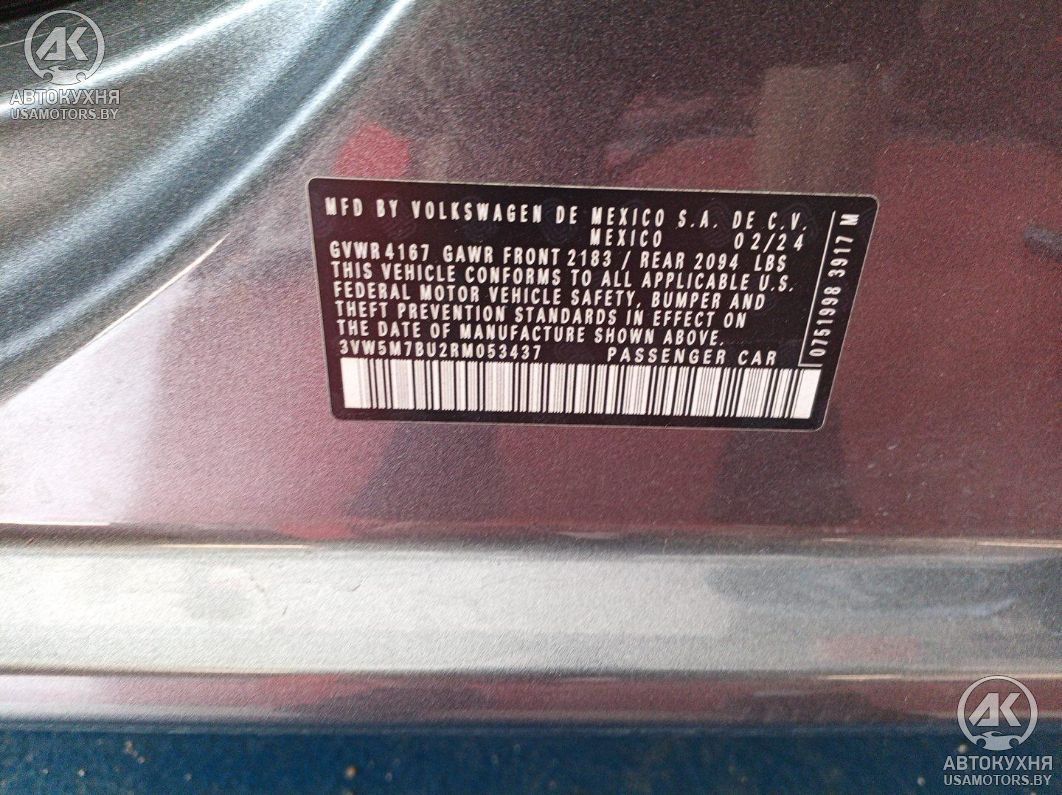 AK
АВТОКУХНЯ
USAMOTORS.BY
MFD BY VOLKSWAGEN DE MEXICO S.A. DE C.V.
MEXICO 02/24
GVWR 4167 GAWR FRONT 2183 / REAR 2094 LBS
THIS VEHICLE CONFORMS TO ALL APPLICABLE U.S.
FEDERAL MOTOR VEHICLE SAFETY, BUMPER AND
THEFT PREVENTION STANDARDS IN EFFECT ON
THE DATE OF MANUFACTURE SHOWN ABOVE.
3VW5M7BU2RM053437 PASSENGER CAR
0751998 3917 M
AK
АВТОКУХНЯ
USAMOTORS.BY